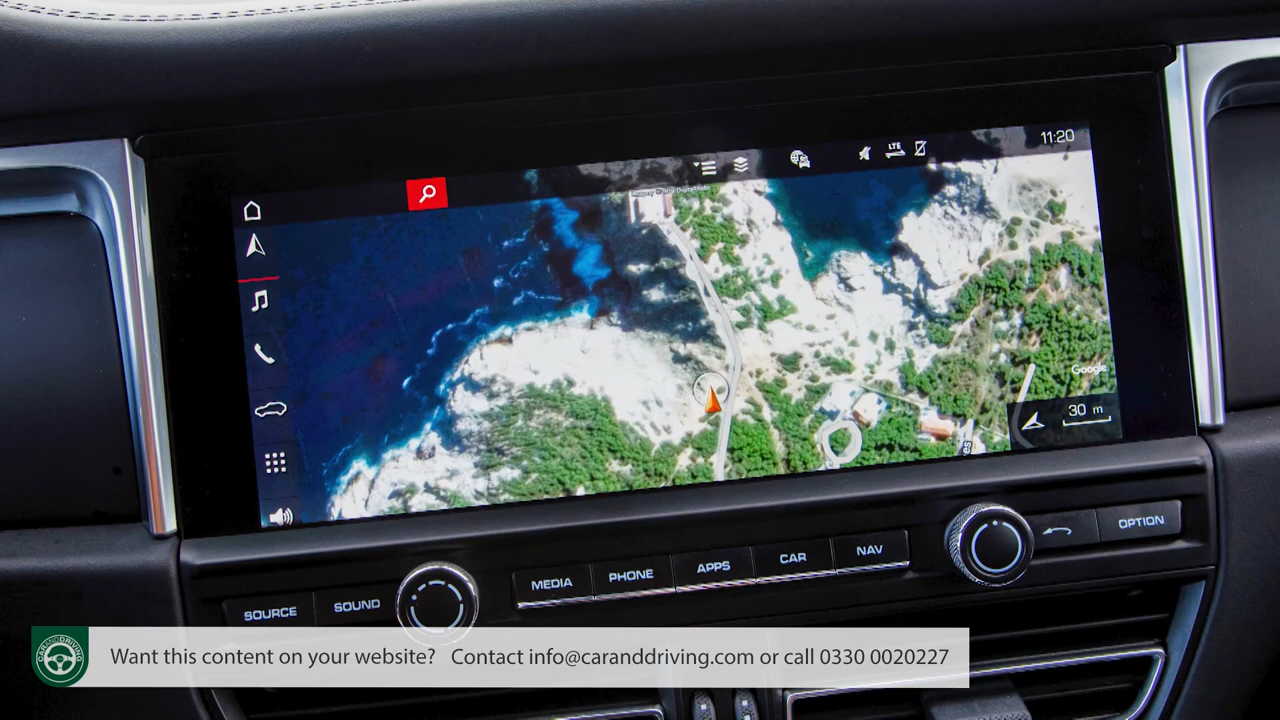 11:20
LTE
Google
30 m
MEDIA
PHONE
APPS
CAR
NAV
OPTION
SOURCE
SOUND
CARANDDRIVING
Want this content on your website? Contact info@caranddriving.com or call 0330 0020227